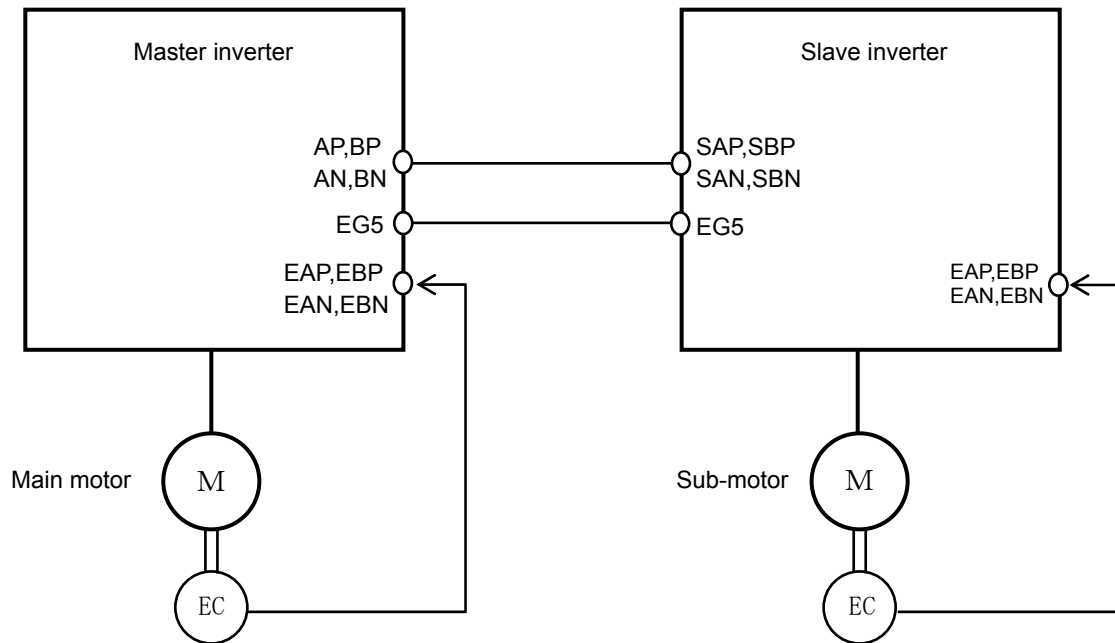 Master inverter
AP,BP
AN,BN
EG5
EAP,EBP
EAN,EBN
Main motor
M
EC
Slave inverter
SAP,SBP
SAN,SBN
EG5
EAP,EBP
EAN,EBN
Sub-motor
M
EC